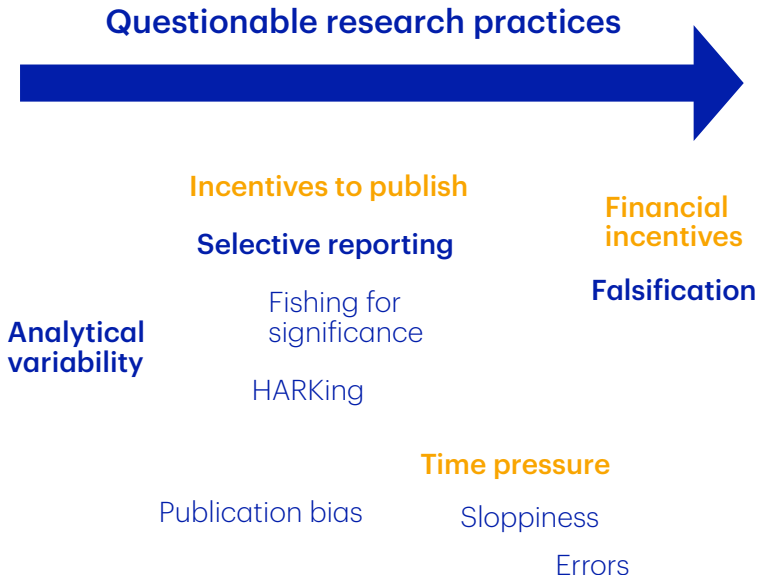 Questionable research practices
Incentives to publish
Financial
incentives
Selective reporting
Falsification
Fishing for
significance
Analytical
variability
HARKing
Time pressure
Publication bias
Sloppiness
Errors